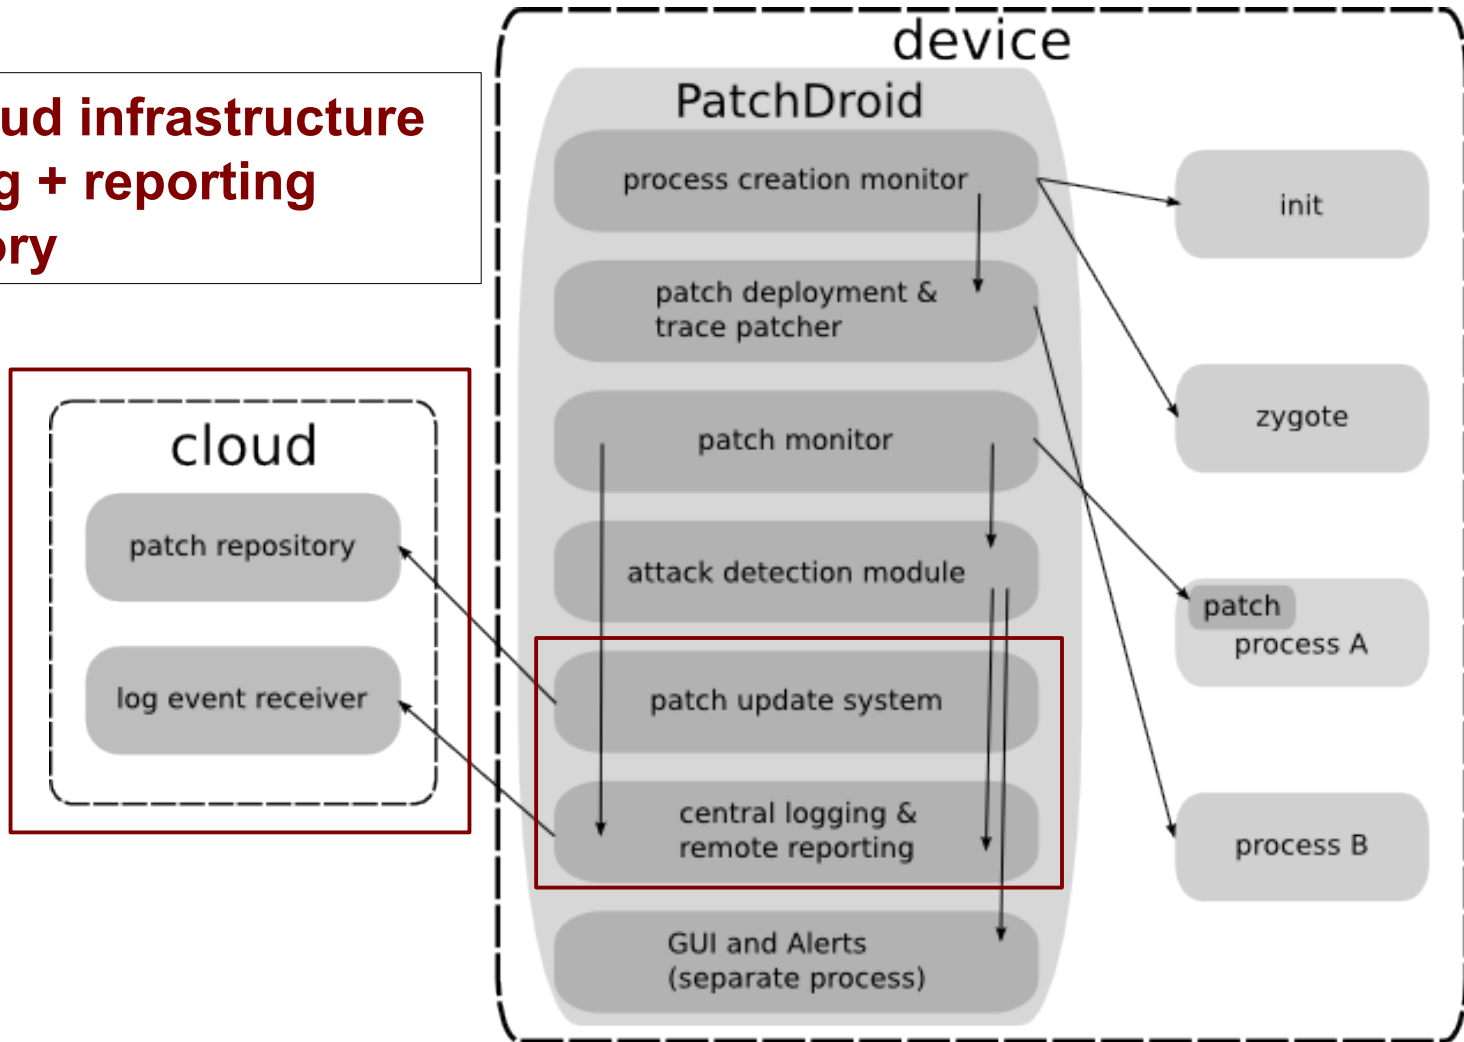 device
oud infrastructure
g + reporting
ory
PatchDroid
process creation monitor
patch deployment &
trace patcher
patch monitor
attack detection module
patch update system
central logging &
remote reporting
GUI and Alerts
(separate process)
cloud
patch repository
log event receiver
init
zygote
patch
process A
process B